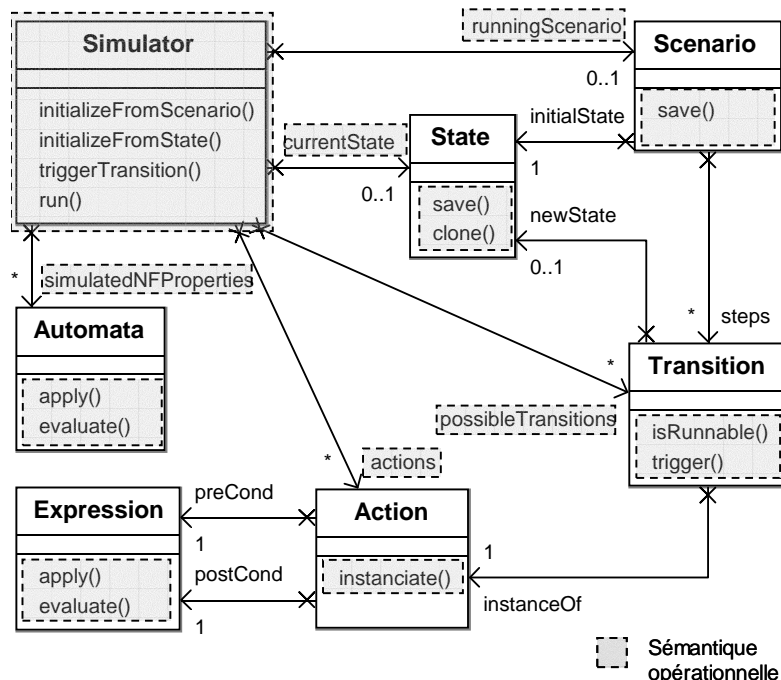 Simulator
initializeFromScenario()
initializeFromState()
triggerTransition()
run()
runningScenario
0..1
Scenario
save()
currentState
0..1
State
save()
clone()
initialState
1
newState
0..1
*
simulatedNFProperties
Automata
apply()
evaluate()
*
steps
*
possibleTransitions
Transition
isRunnable()
trigger()
*
actions
Expression
apply()
evaluate()
preCond
1
postCond
1
Action
instanciate()
1
instanceOf
Sémantique
opérationnelle